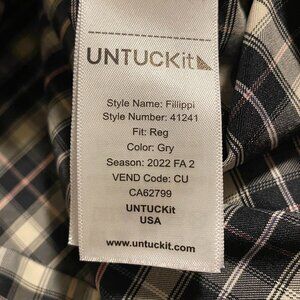 UNTUCKit
Style Name: Fillippi
Style Number: 41241
Fit: Reg
Color: Gry
Season: 2022 FA 2
VEND Code: CU
CA62799
UNTUCKit
USA
www.untuckit.com